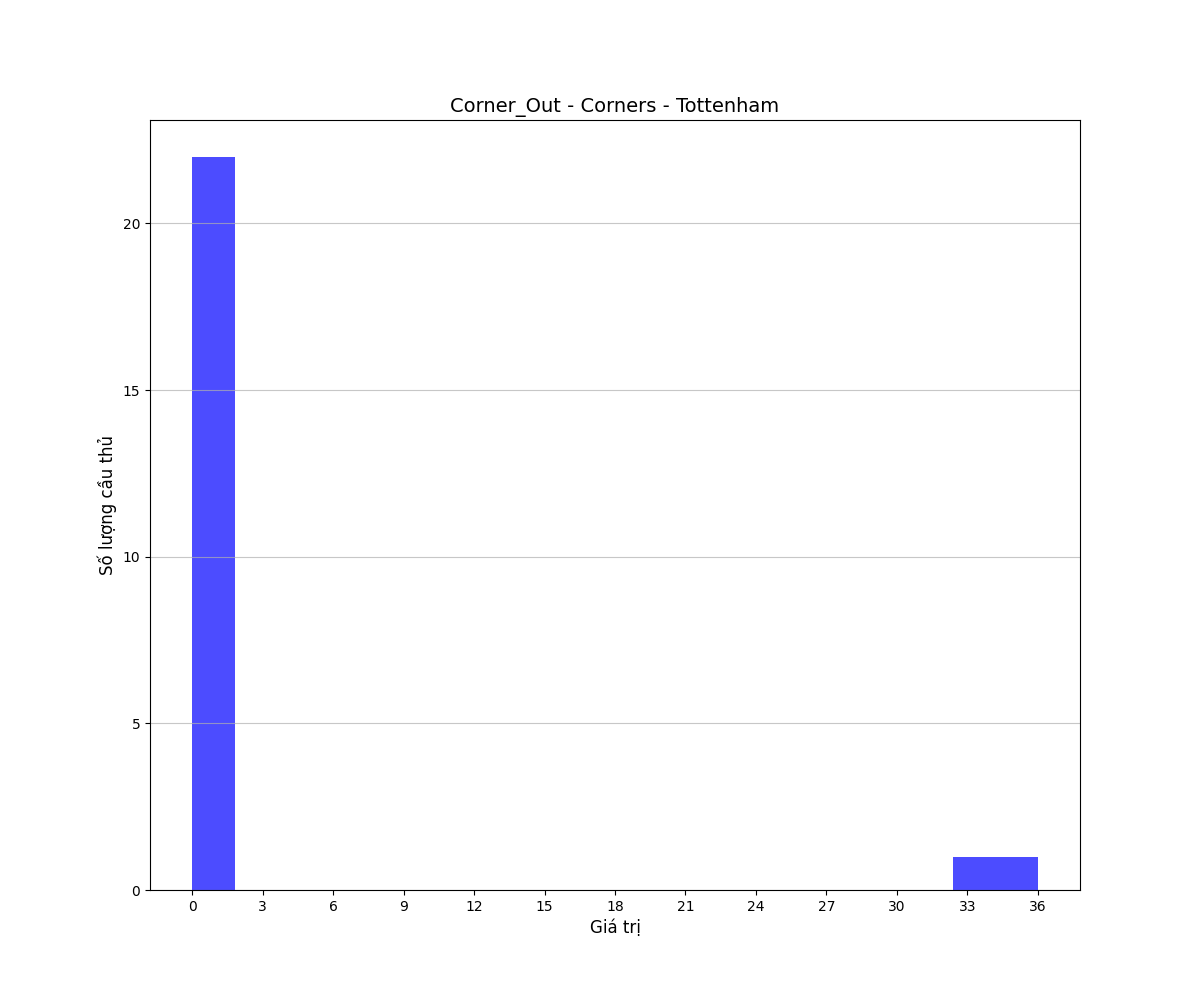 Corner_Out - Corners - Tottenham
20
15
10
5
0
Số lượng cầu thủ
0 3 6 9 12 15 18 21 24 27 30 33 36
Giá trị